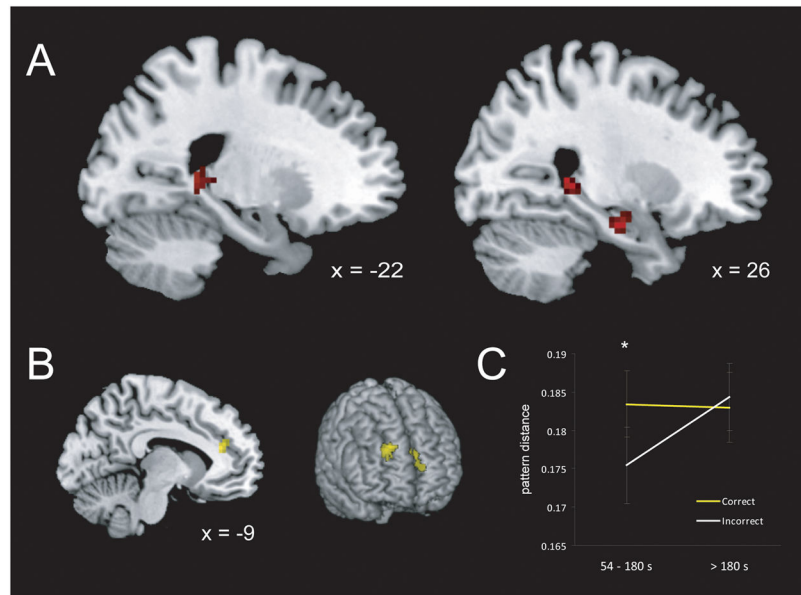 A
x = -22
x = 26
B
x = -9
C
*
0.19
0.185
0.18
0.175
0.17
0.165
pattern distance
Correct
Incorrect
54 - 180 s
> 180 s